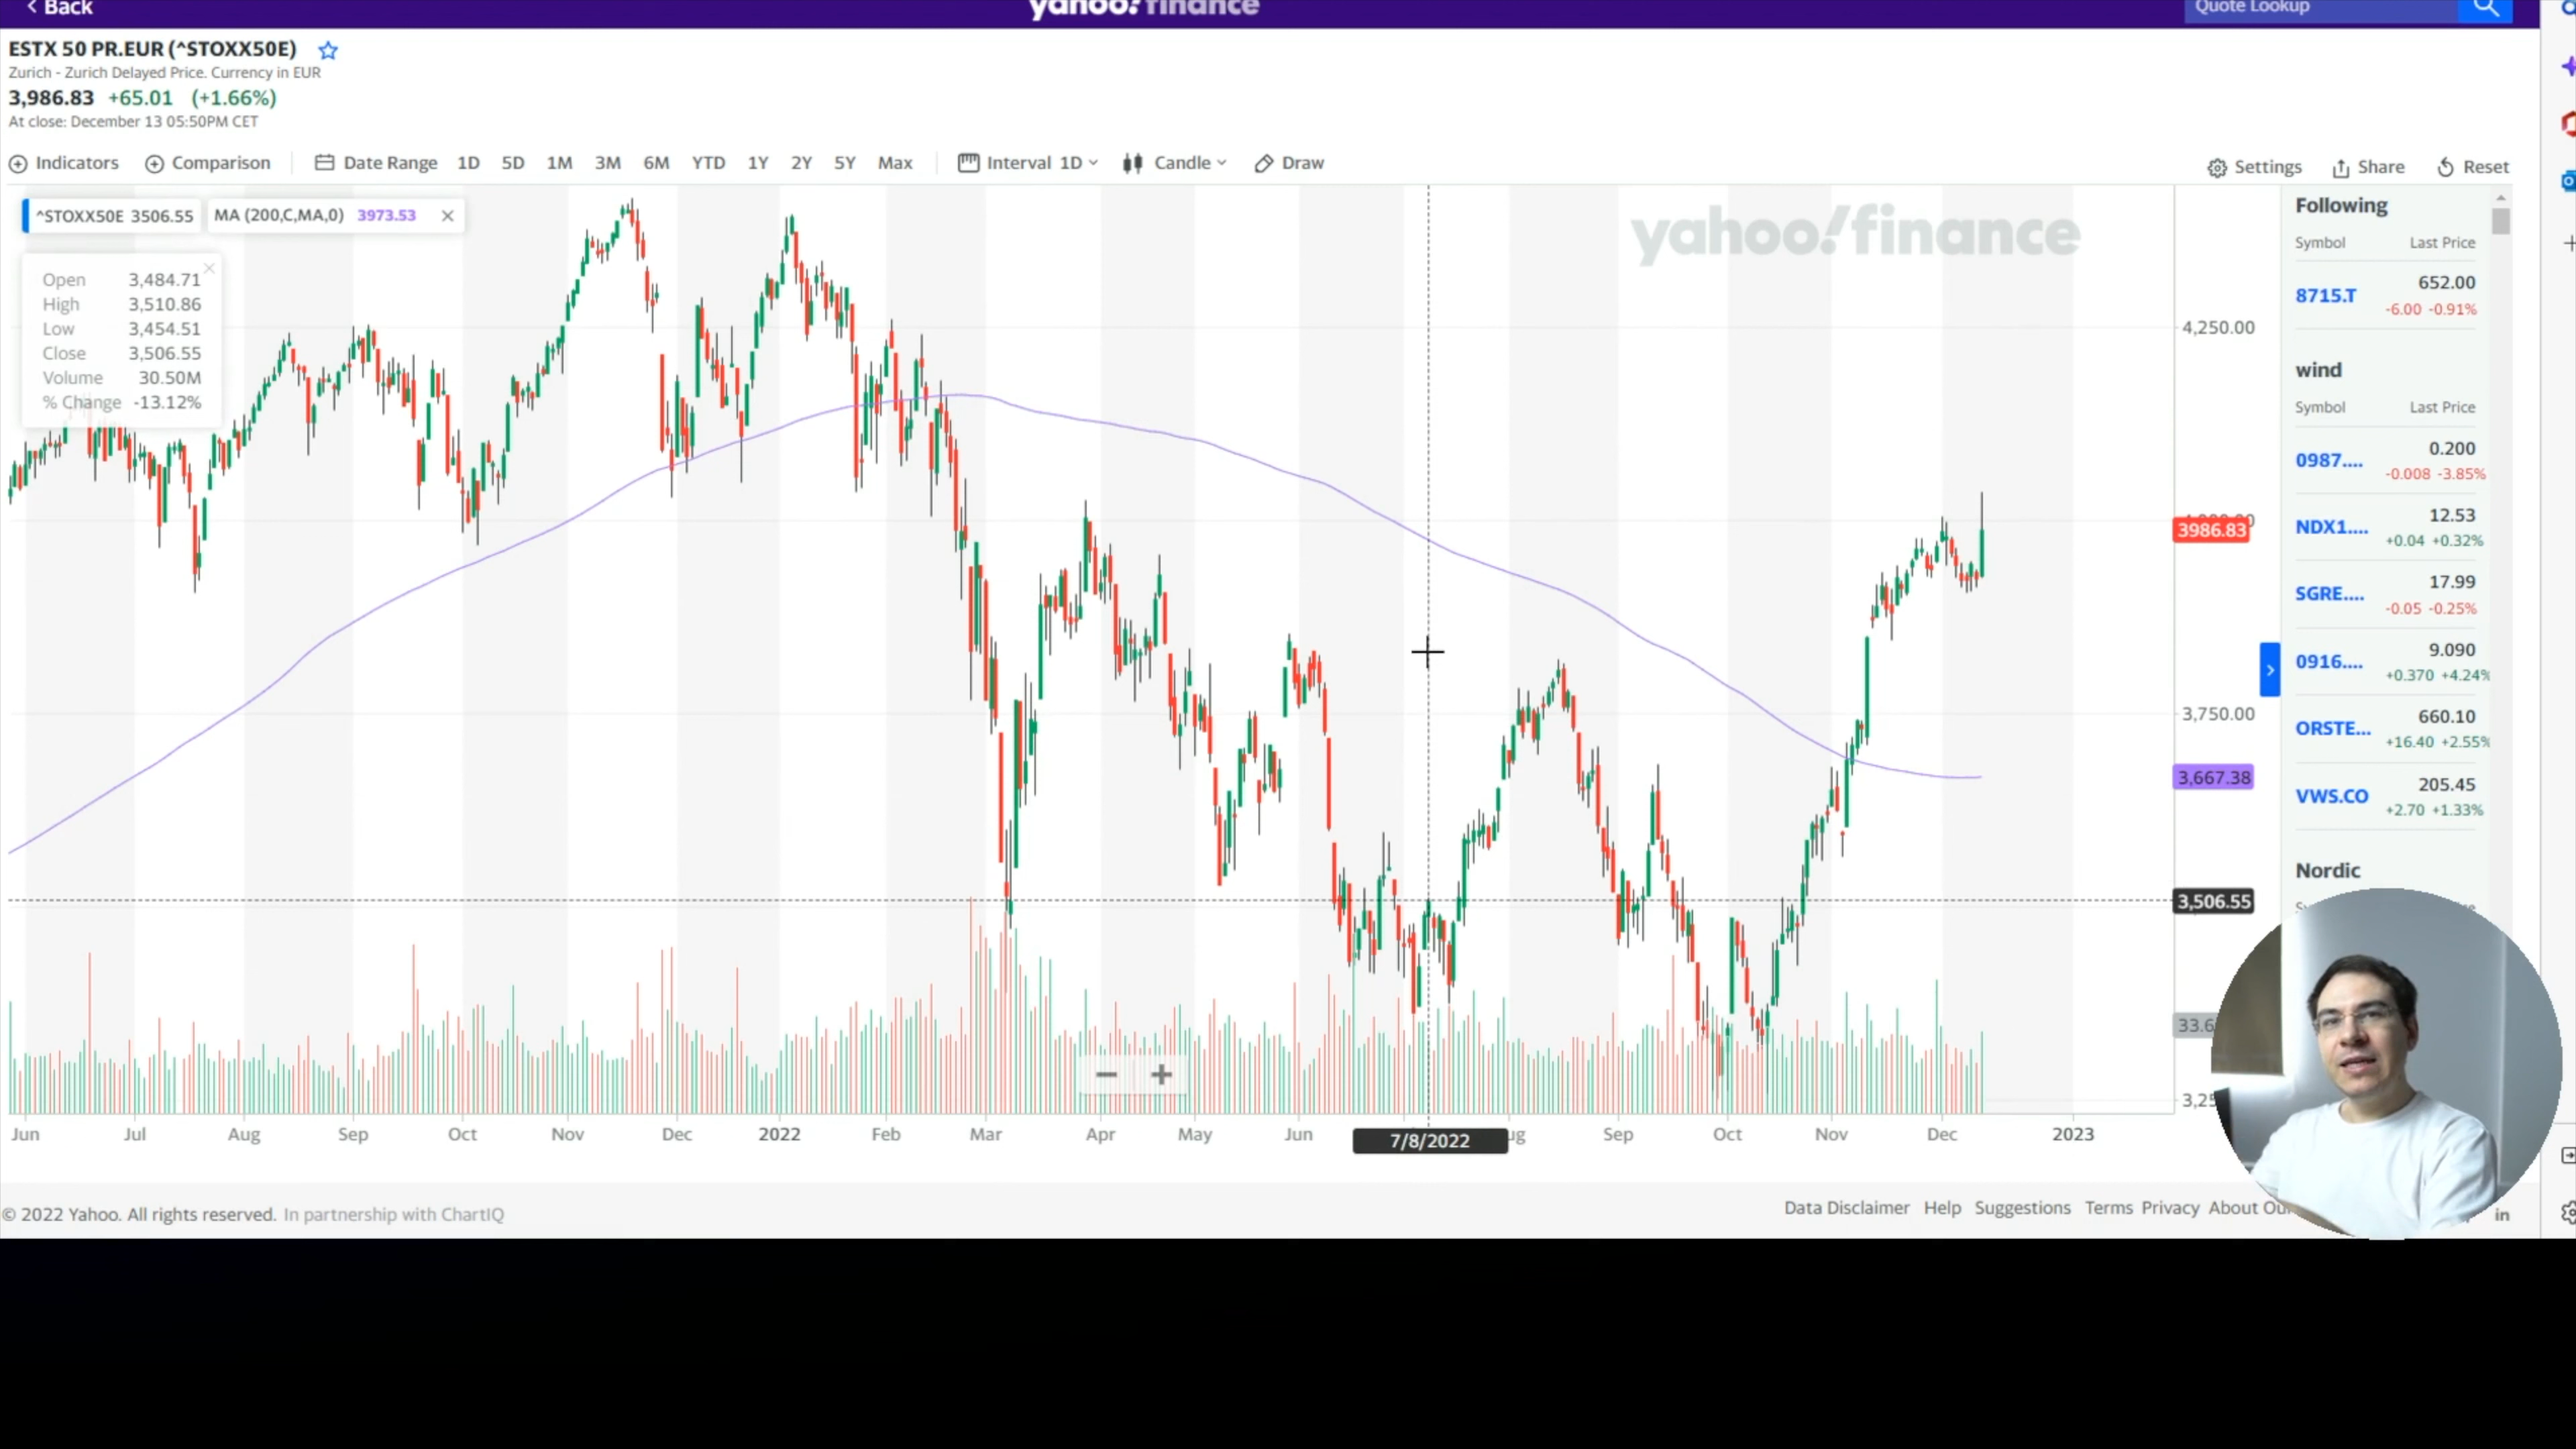 Back
yahoo!finance
Quote Lookup
ESTX 50 PR.EUR (^STOXX50E)
Zurich - Zurich Delayed Price. Currency in EUR
3,986.83 +65.01 (+1.66%)
At close: December 13 05:50PM CET
Indicators Comparison Date Range 1D 5D 1M 3M 6M YTD 1Y 2Y 5Y Max Interval 1D Candle Draw
Settings Share Reset
^STOXX50E 3506.55 MA (200,C,MA,0) 3973.53
Open 3,484.71
High 3,510.86
Low 3,454.51
Close 3,506.55
Volume 30.50M
% Change -13.12%
yahoo!finance
4,250.00
3986.83
3,750.00
3,667.38
3,506.55
33.6
3,25
Jun Jul Aug Sep Oct Nov Dec 2022 Feb Mar Apr May Jun 7/8/2022 ug Sep Oct Nov Dec 2023
Following
Symbol Last Price
8715.T 652.00
-6.00 -0.91%
wind
Symbol Last Price
0987.... 0.200
-0.008 -3.85%
NDX1.... 12.53
+0.04 +0.32%
SGRE.... 17.99
-0.05 -0.25%
0916.... 9.090
+0.370 +4.24%
ORSTE... 660.10
+16.40 +2.55%
VWS.CO 205.45
+2.70 +1.33%
Nordic
© 2022 Yahoo. All rights reserved. In partnership with ChartIQ
Data Disclaimer Help Suggestions Terms Privacy About Our
in